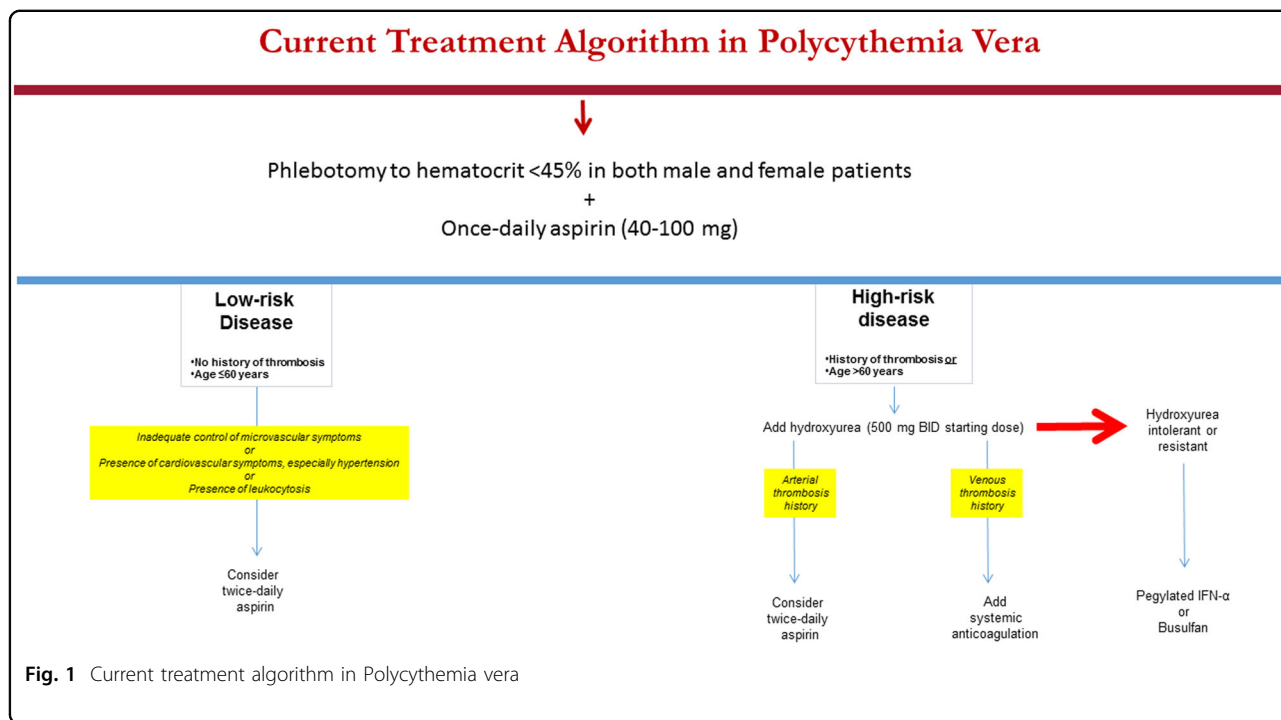 Current Treatment Algorithm in Polycythemia Vera
Phlebotomy to hematocrit <45% in both male and female patients
+
Once-daily aspirin (40-100 mg)
Low-risk
Disease
•No history of thrombosis
•Age ≤60 years
Inadequate control of microvascular symptoms
or
Presence of cardiovascular symptoms, especially hypertension
or
Presence of leukocytosis
Consider
twice-daily
aspirin
High-risk
disease
•History of thrombosis or
•Age >60 years
Add hydroxyurea (500 mg BID starting dose)
Hydroxyurea
intolerant or
resistant
Arterial
thrombosis
history
Venous
thrombosis
history
Consider
twice-daily
aspirin
Add
systemic
anticoagulation
Pegylated IFN-α
or
Busulfan
Fig. 1 Current treatment algorithm in Polycythemia vera